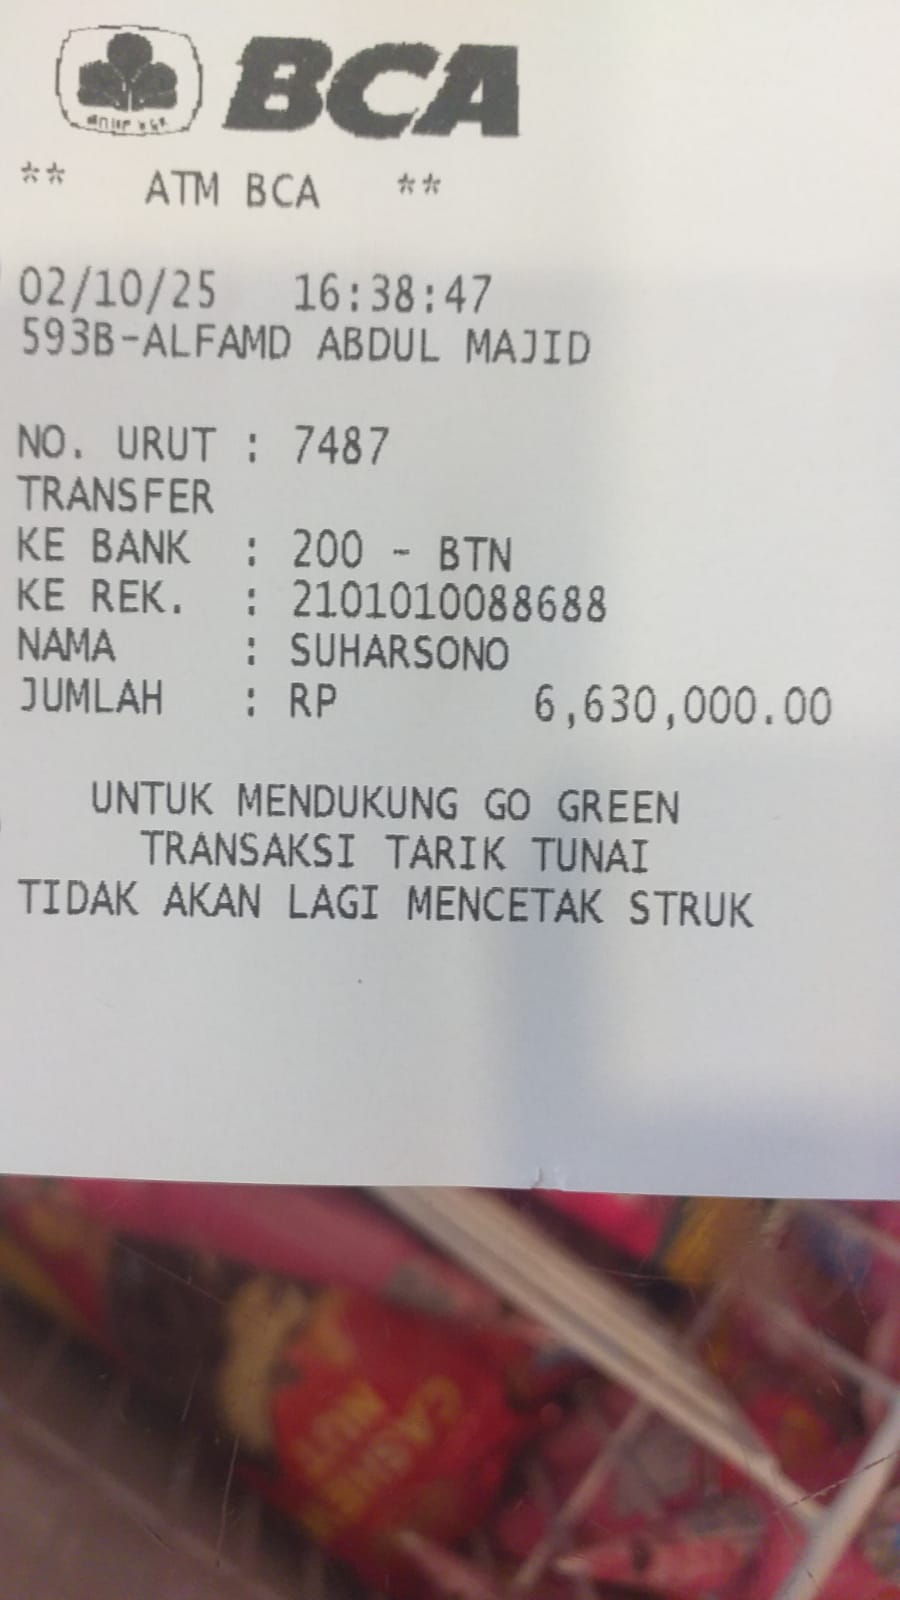 BCA
** ATM BCA **
02/10/25 16:38:47
593B-ALFAMD ABDUL MAJID
NO. URUT : 7487
TRANSFER
KE BANK : 200 - BTN
KE REK. : 2101010088688
NAMA : SUHARSONO
JUMLAH : RP 6,630,000.00
UNTUK MENDUKUNG GO GREEN
TRANSAKSI TARIK TUNAI
TIDAK AKAN LAGI MENCETAK STRUK
CASHEW
NUT